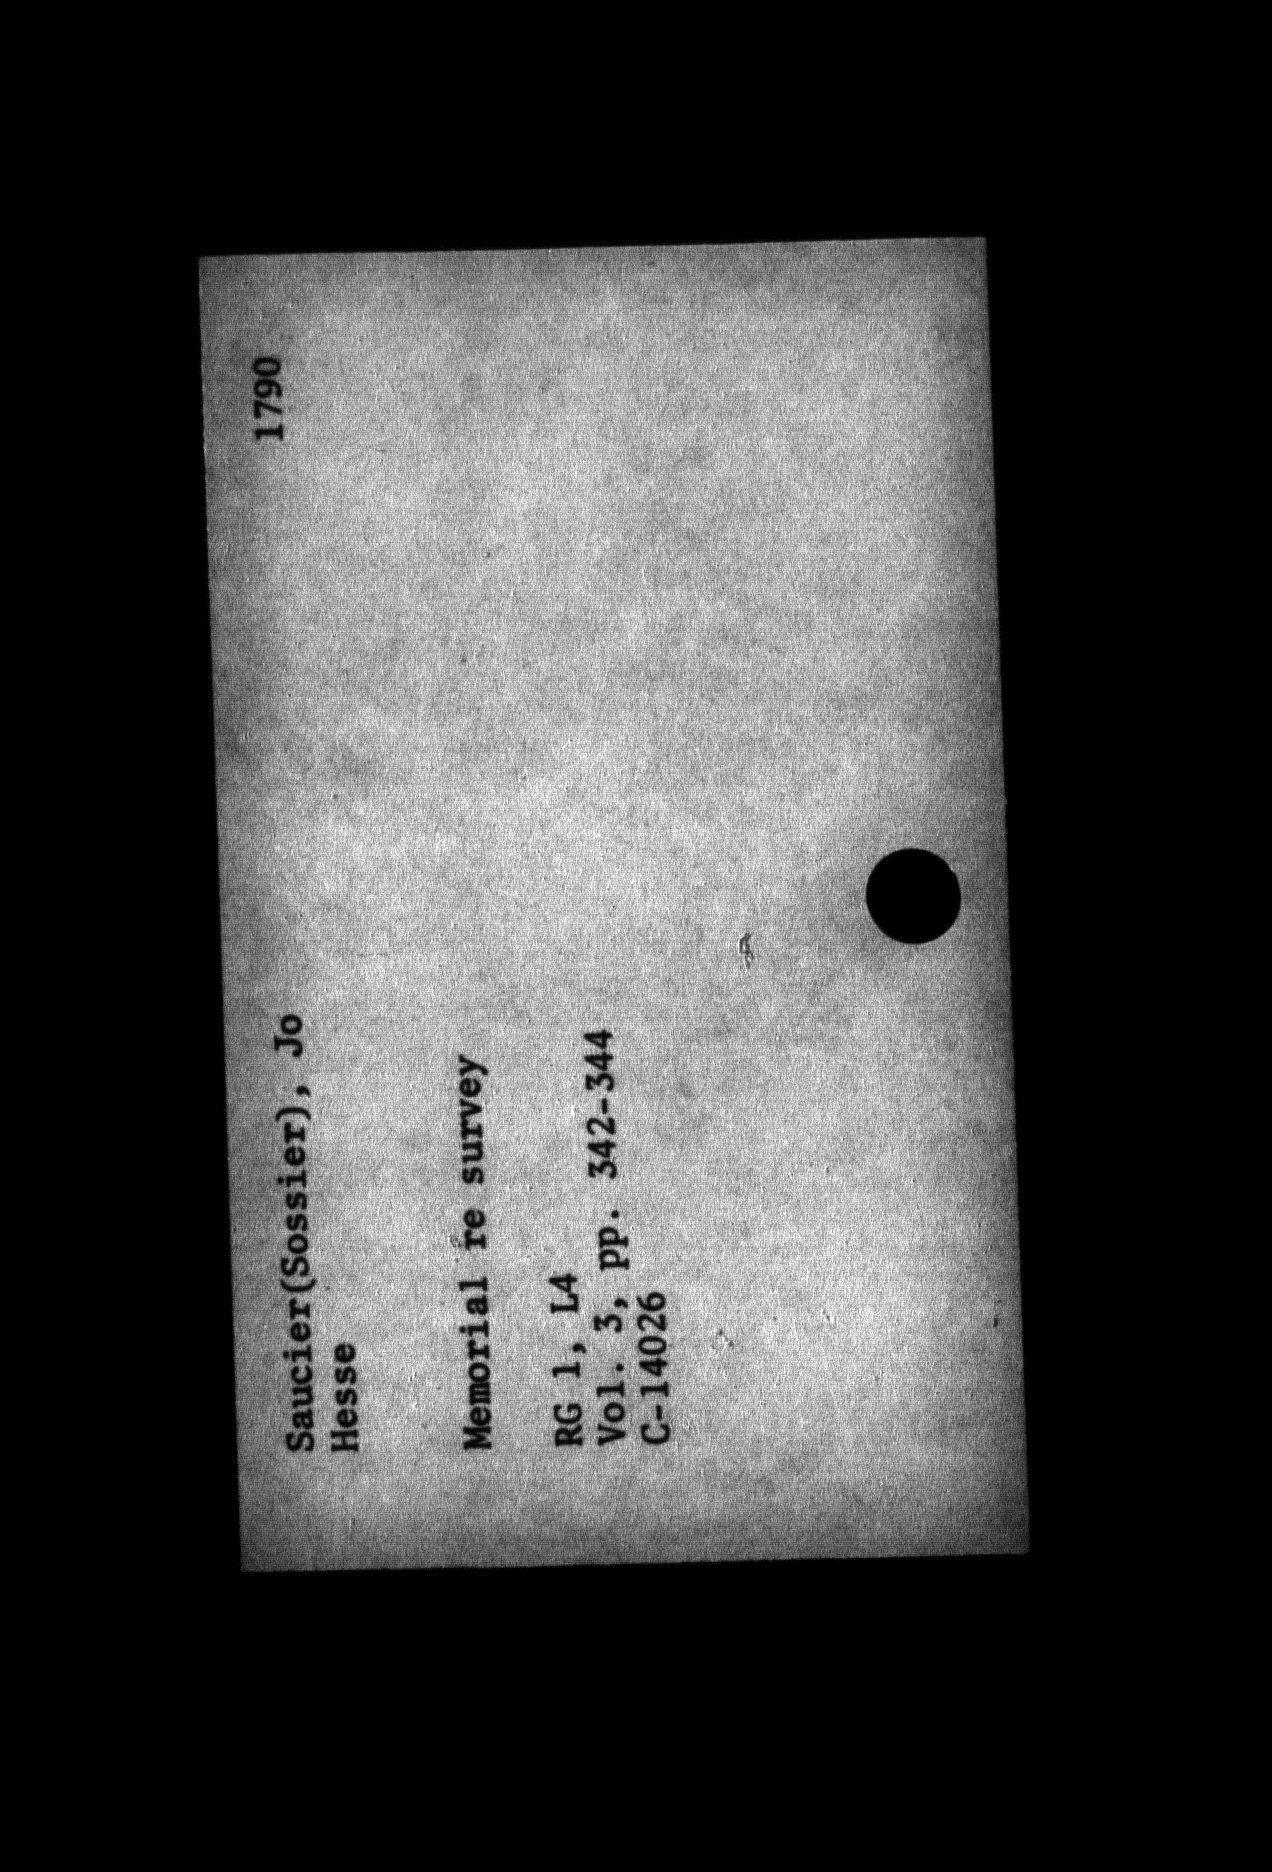 1790
Saucier(Sossier), Jo
Hesse
Memorial re survey
RG 1, L4
Vol. 3, pp. 342-344
C-14026